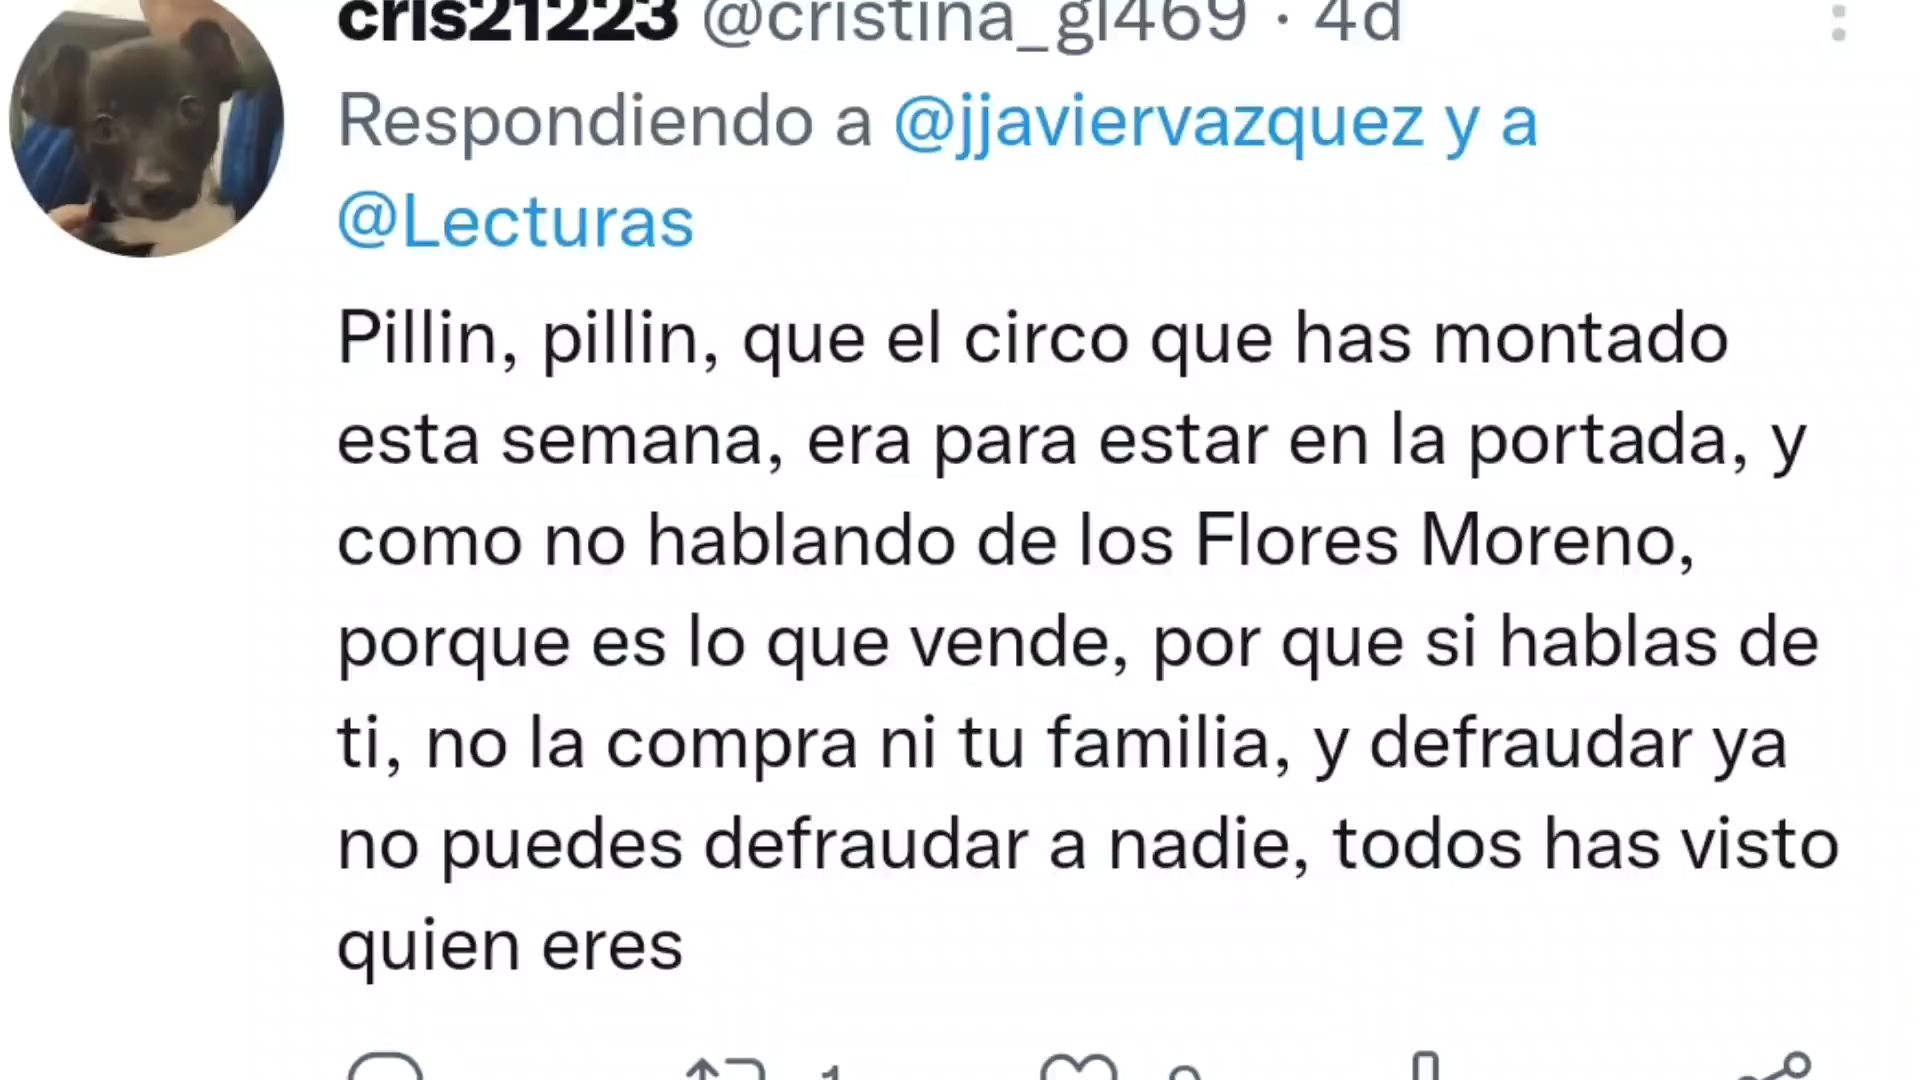 cris21223 @cristina_gl469 · 4d
Respondiendo a @jjaviervazquez y a
@Lecturas
Pillin, pillin, que el circo que has montado
esta semana, era para estar en la portada, y
como no hablando de los Flores Moreno,
porque es lo que vende, por que si hablas de
ti, no la compra ni tu familia, y defraudar ya
no puedes defraudar a nadie, todos has visto
quien eres
1